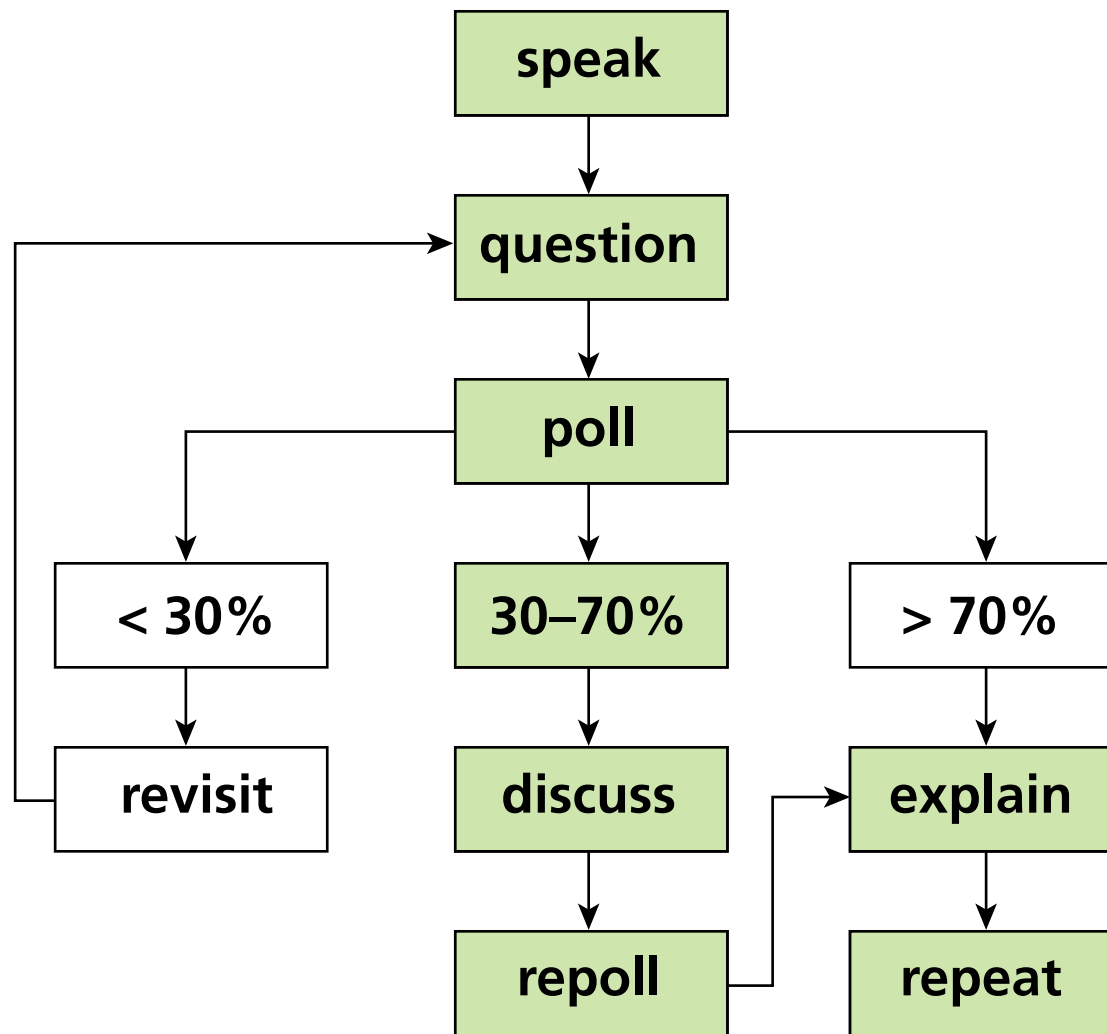 speak
question
poll
< 30%
30–70%
> 70%
revisit
discuss
explain
repoll
repeat